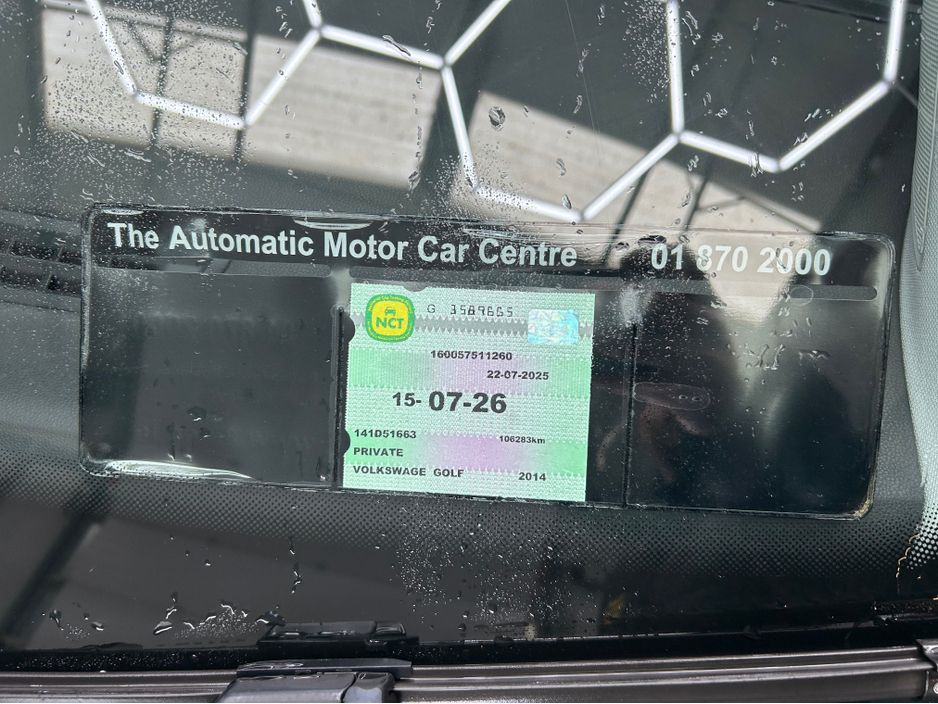 The Automatic Motor Car Centre 01 870 2000
NCT
G 3589665
160057511260
22-07-2025
15-07-26
141D51663 106283km
PRIVATE
VOLKSWAGE GOLF 2014